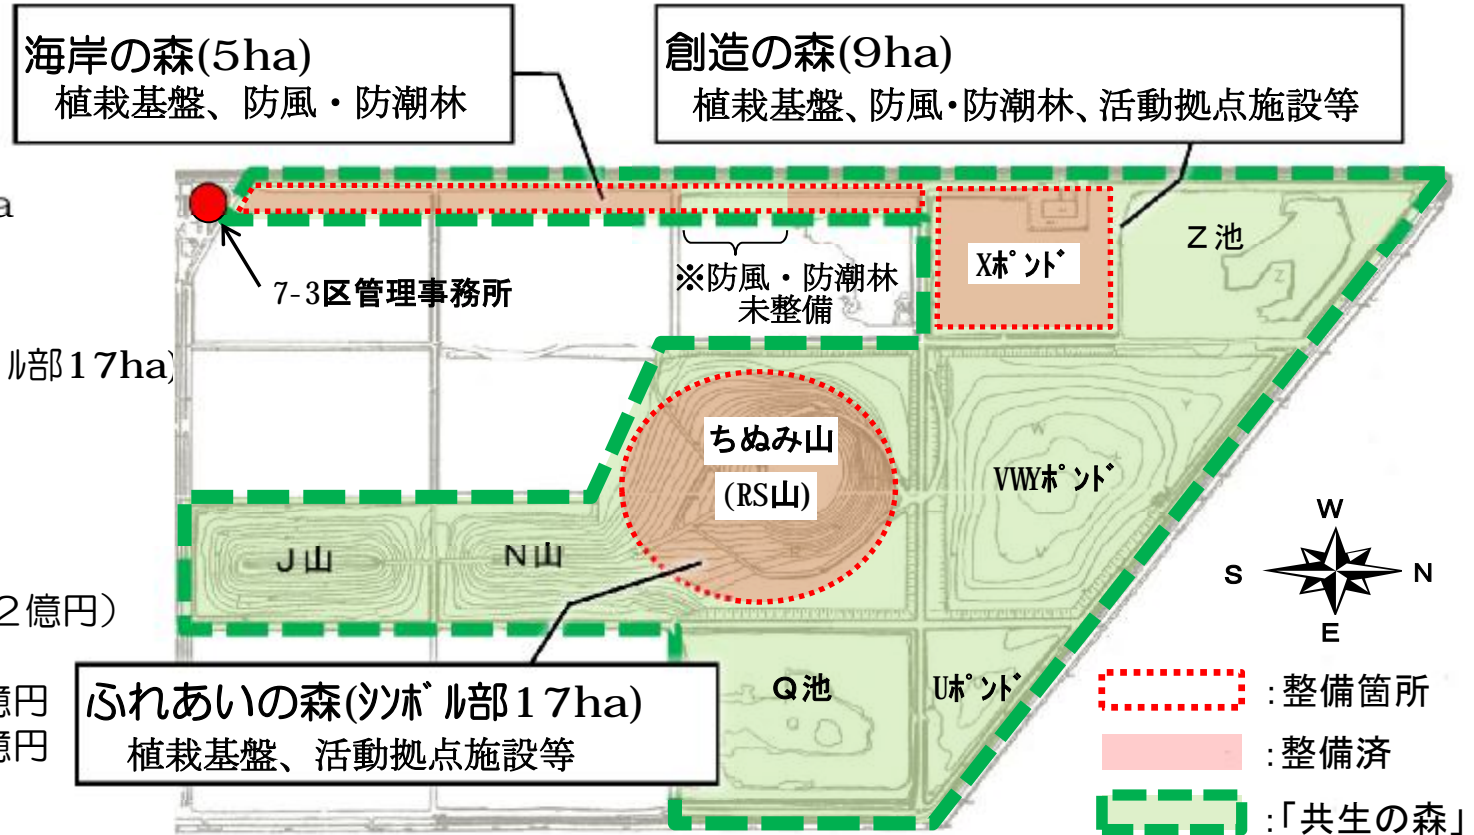 海岸の森(5ha)
植栽基盤、防風・防潮林
創造の森(9ha)
植栽基盤、防風・防潮林、活動拠点施設等
a
7-3区管理事務所
※防風・防潮林
未整備
Xﾎﾟﾝﾄﾞ
Z池
Z
ﾙ部17ha)
ちぬみ山
(RS山)
VWYﾎﾟﾝﾄﾞ
W
Y
J山
N山
W
S
N
E
2億円）
億円
億円
ふれあいの森(ｼﾝﾎﾞﾙ部17ha)
植栽基盤、活動拠点施設等
Q池
Uﾎﾟﾝﾄﾞ
:整備箇所
:整備済
:「共生の森」